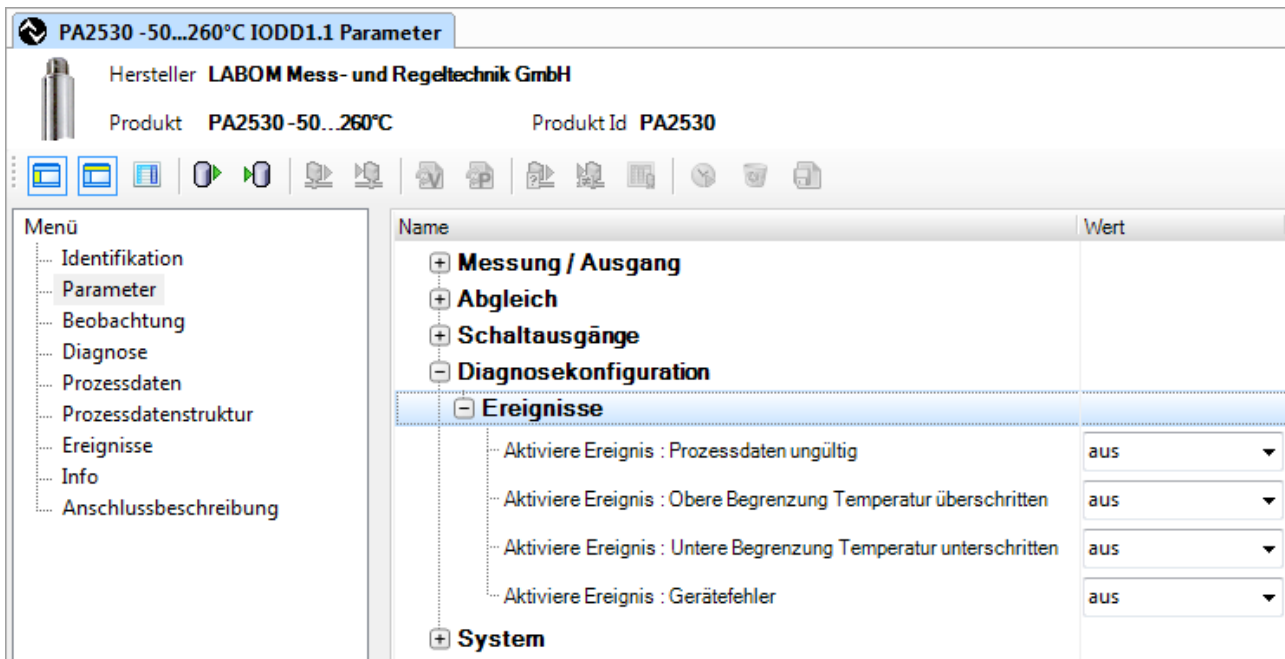 PA2530 -50...260°C IODD1.1 Parameter
Hersteller LABOM Mess- und Regeltechnik GmbH
Produkt PA2530 -50...260°C Produkt Id PA2530
Menü
Identifikation
Parameter
Beobachtung
Diagnose
Prozessdaten
Prozessdatenstruktur
Ereignisse
Info
Anschlussbeschreibung
Name Wert
Messung / Ausgang
Abgleich
Schaltausgänge
Diagnosekonfiguration
Ereignisse
Aktiviere Ereignis : Prozessdaten ungültig aus
Aktiviere Ereignis : Obere Begrenzung Temperatur überschritten aus
Aktiviere Ereignis : Untere Begrenzung Temperatur unterschritten aus
Aktiviere Ereignis : Gerätefehler aus
System